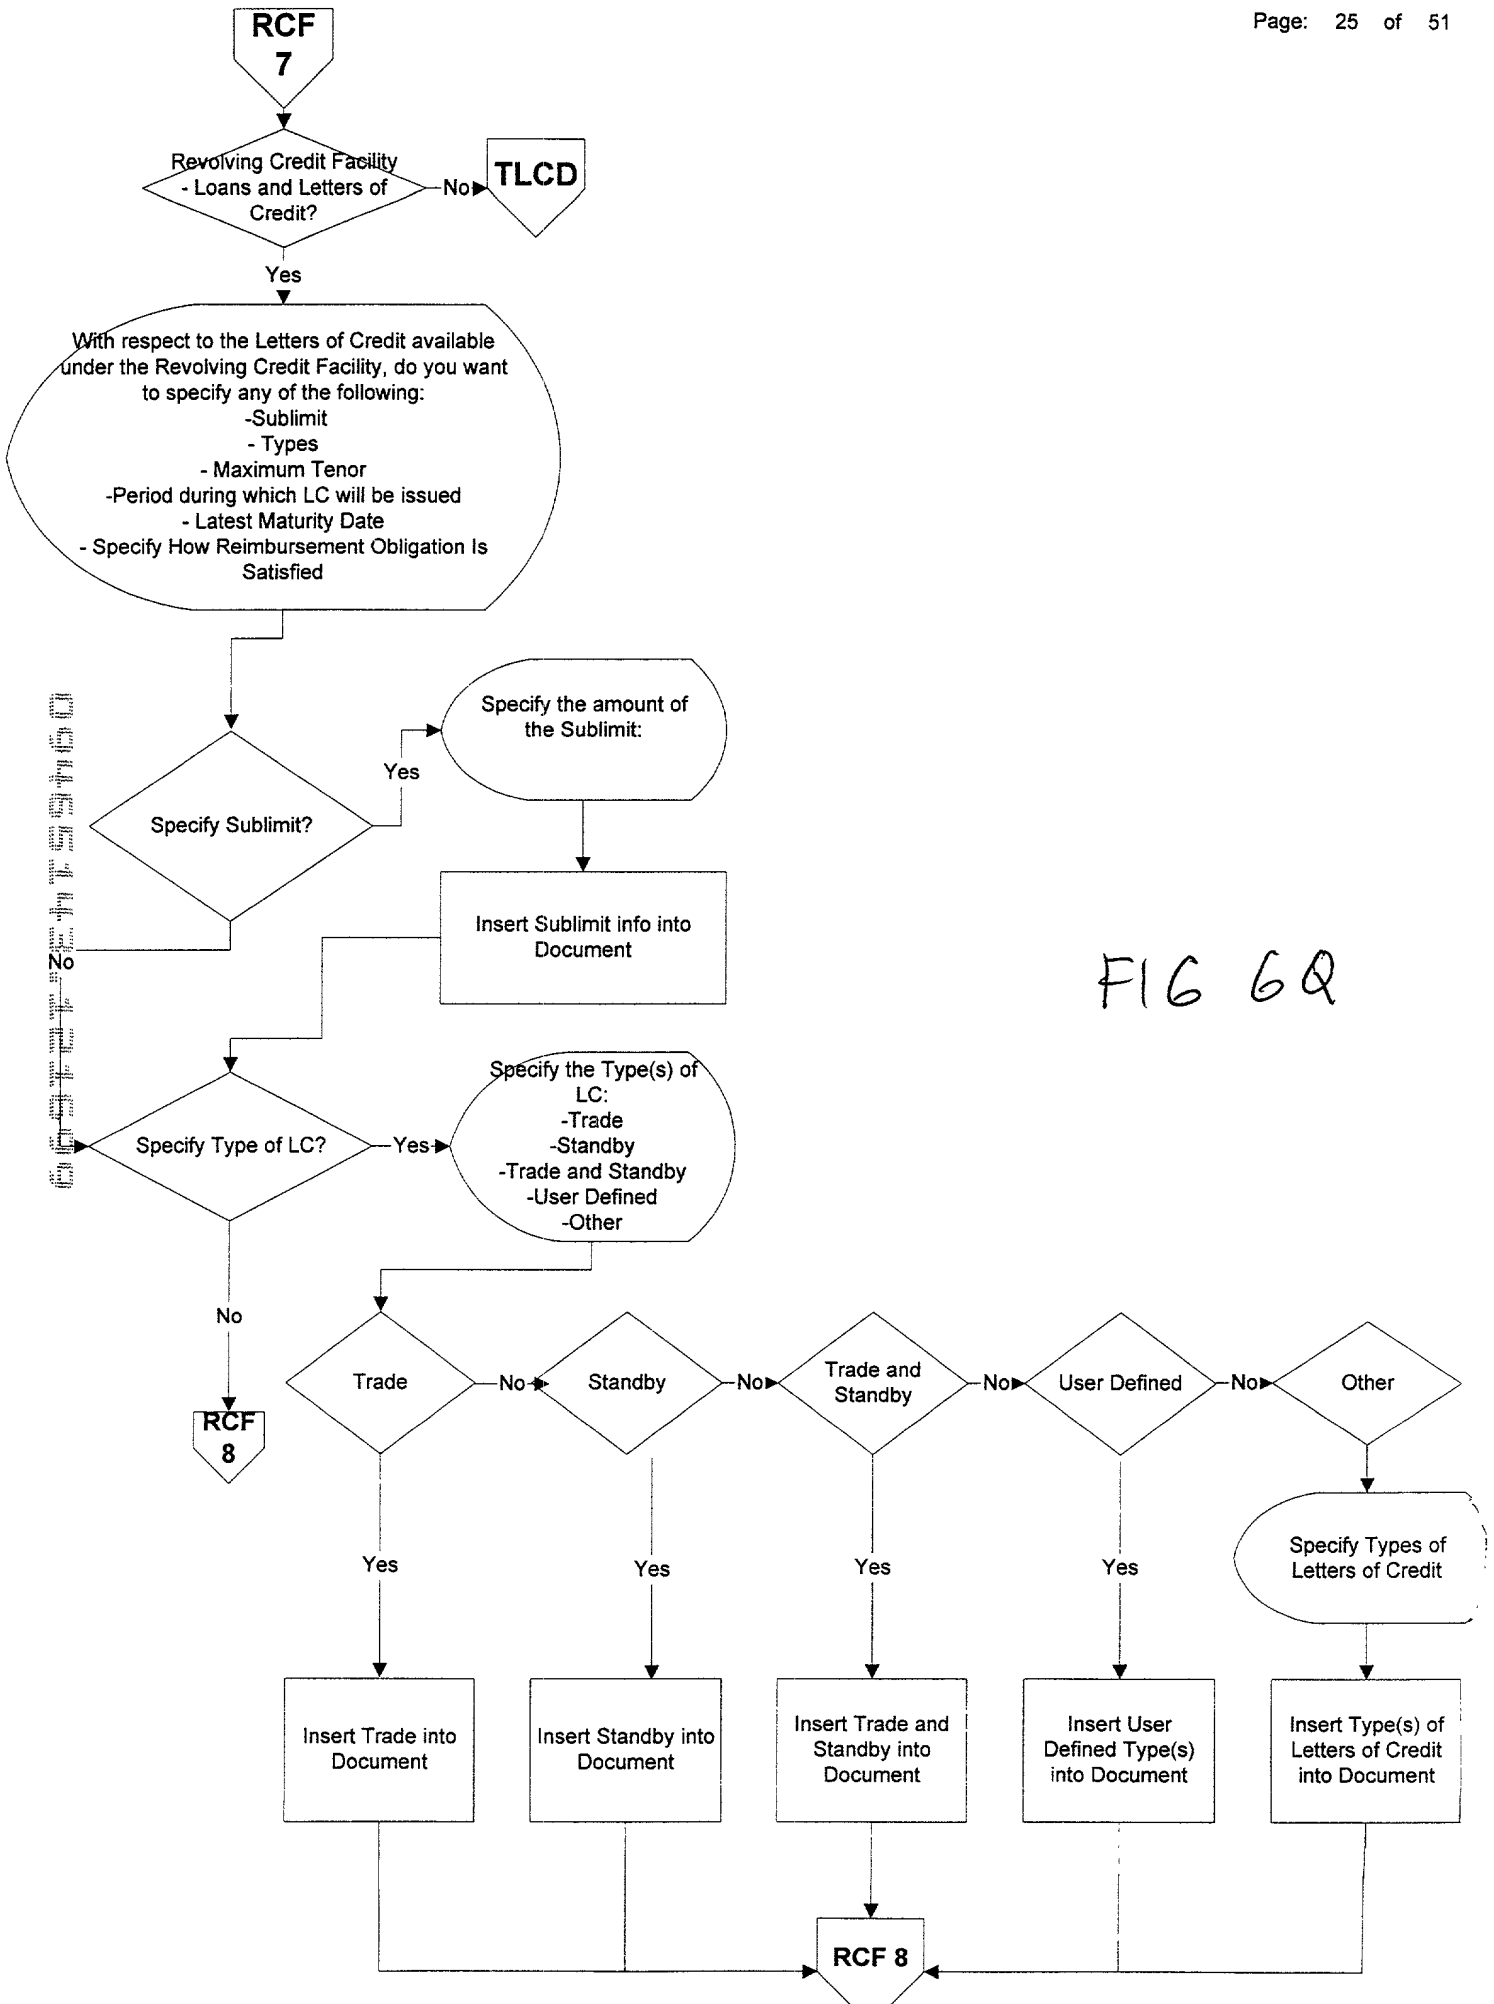 Page: 25 of 51
RCF
7
Revolving Credit Facility
- Loans and Letters of
Credit?
No
TLCD
Yes
With respect to the Letters of Credit available
under the Revolving Credit Facility, do you want
to specify any of the following:
-Sublimit
- Types
- Maximum Tenor
-Period during which LC will be issued
- Latest Maturity Date
- Specify How Reimbursement Obligation Is
Satisfied
Specify the amount of
the Sublimit:
Yes
Specify Sublimit?
Insert Sublimit info into
Document
No
FIG 6Q
Specify the Type(s) of
LC:
-Trade
-Standby
-Trade and Standby
-User Defined
-Other
Specify Type of LC?
Yes
No
RCF
8
Trade
No
Standby
No
Trade and
Standby
No
User Defined
No
Other
Yes
Yes
Yes
Yes
Specify Types of
Letters of Credit
Insert Trade into
Document
Insert Standby into
Document
Insert Trade and
Standby into
Document
Insert User
Defined Type(s)
into Document
Insert Type(s) of
Letters of Credit
into Document
RCF 8